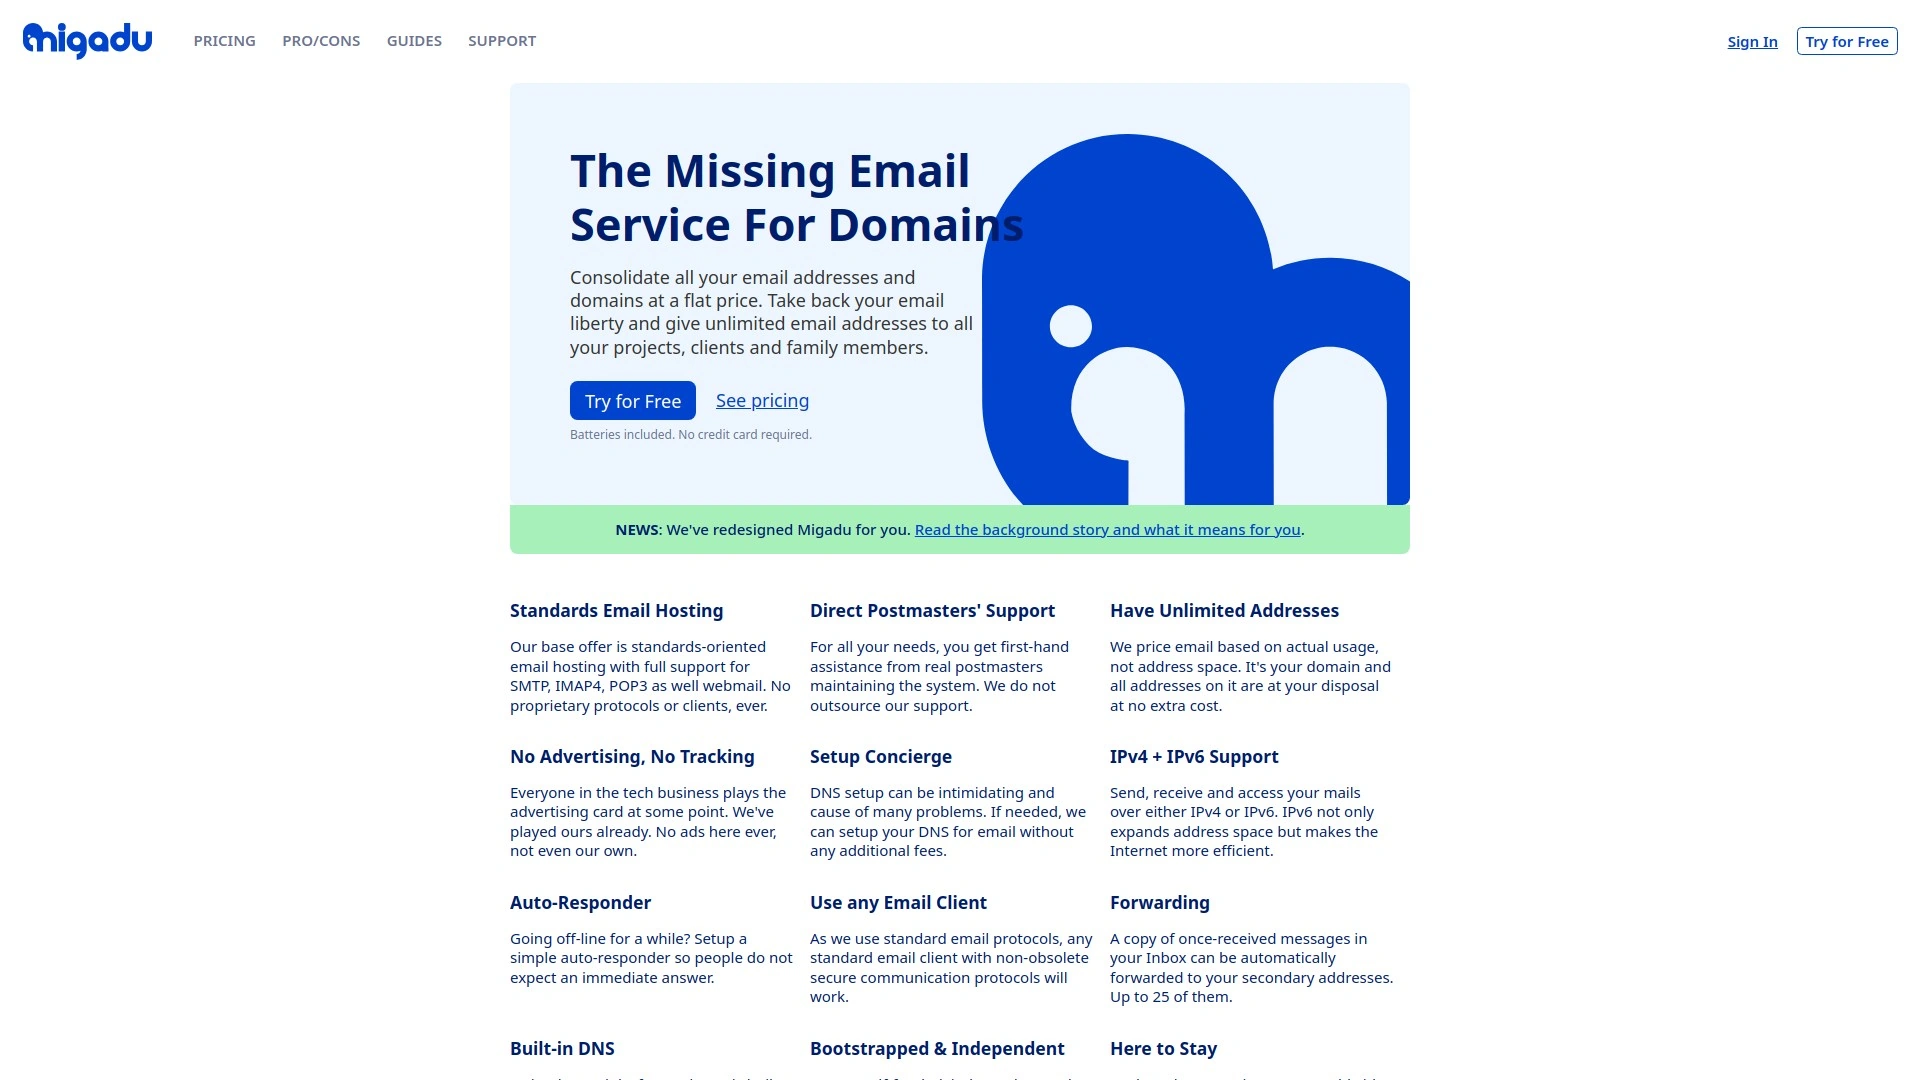 migadu
PRICING
PRO/CONS
GUIDES
SUPPORT
Sign In
Try for Free
The Missing Email
Service For Domains
Consolidate all your email addresses and
domains at a flat price. Take back your email
liberty and give unlimited email addresses to all
your projects, clients and family members.
Try for Free
See pricing
Batteries included. No credit card required.
NEWS: We've redesigned Migadu for you. Read the background story and what it means for you.
Standards Email Hosting
Our base offer is standards-oriented
email hosting with full support for
SMTP, IMAP4, POP3 as well webmail. No
proprietary protocols or clients, ever.
Direct Postmasters' Support
For all your needs, you get first-hand
assistance from real postmasters
maintaining the system. We do not
outsource our support.
Have Unlimited Addresses
We price email based on actual usage,
not address space. It's your domain and
all addresses on it are at your disposal
at no extra cost.
No Advertising, No Tracking
Everyone in the tech business plays the
advertising card at some point. We've
played ours already. No ads here ever,
not even our own.
Setup Concierge
DNS setup can be intimidating and
cause of many problems. If needed, we
can setup your DNS for email without
any additional fees.
IPv4 + IPv6 Support
Send, receive and access your mails
over either IPv4 or IPv6. IPv6 not only
expands address space but makes the
Internet more efficient.
Auto-Responder
Going off-line for a while? Setup a
simple auto-responder so people do not
expect an immediate answer.
Use any Email Client
As we use standard email protocols, any
standard email client with non-obsolete
secure communication protocols will
work.
Forwarding
A copy of once-received messages in
your Inbox can be automatically
forwarded to your secondary addresses.
Up to 25 of them.
Built-in DNS
Bootstrapped & Independent
Here to Stay